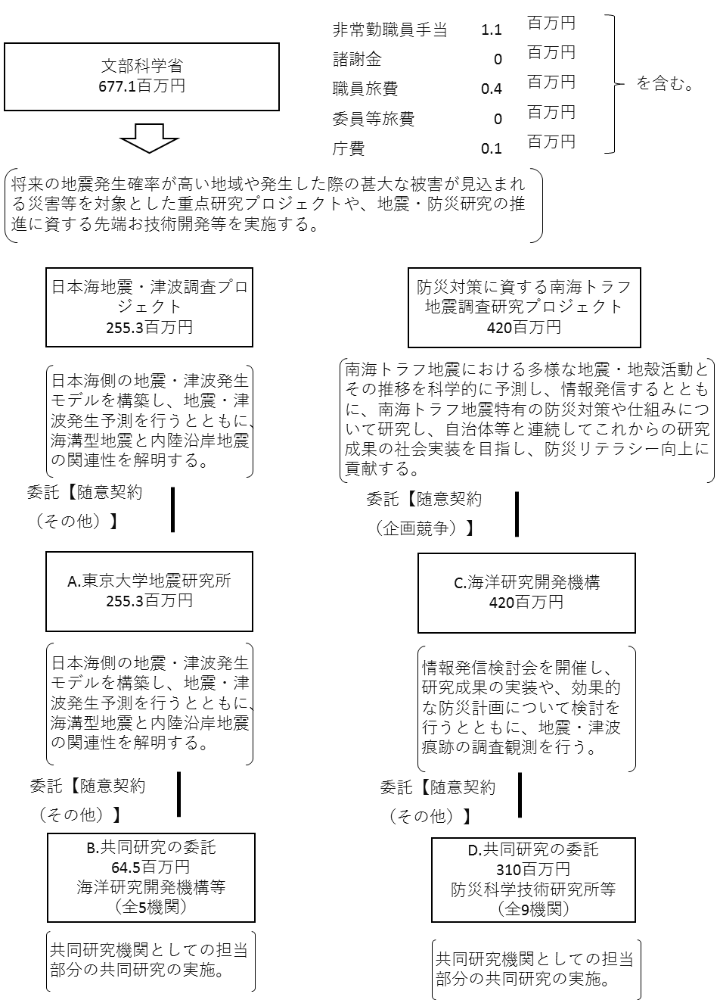 文部科学省
677.1百万円
非常勤職員手当 1.1 百万円
諸謝金 0 百万円
職員旅費 0.4 百万円
委員等旅費 0 百万円
庁費 0.1 百万円
を含む。
将来の地震発生確率が高い地域や発生した際の甚大な被害が見込まれ
る災害等を対象とした重点研究プロジェクトや、地震・防災研究の推
進に資する先端お技術開発等を実施する。
日本海地震・津波調査プロ
ジェクト
255.3百万円
日本海側の地震・津波発生
モデルを構築し、地震・津
波発生予測を行うとともに、
海溝型地震と内陸沿岸地震
の関連性を解明する。
委託【随意契約
（その他）】
A.東京大学地震研究所
255.3百万円
日本海側の地震・津波発生
モデルを構築し、地震・津
波発生予測を行うとともに、
海溝型地震と内陸沿岸地震
の関連性を解明する。
委託【随意契約
（その他）】
B.共同研究の委託
64.5百万円
海洋研究開発機構等
（全5機関）
共同研究機関としての担当
部分の共同研究の実施。
防災対策に資する南海トラフ
地震調査研究プロジェクト
420百万円
南海トラフ地震における多様な地震・地殻活動と
その推移を科学的に予測し、情報発信するととも
に、南海トラフ地震特有の防災対策や仕組みにつ
いて研究し、自治体等と連続してこれからの研究
成果の社会実装を目指し、防災リテラシー向上に
貢献する。
委託【随意契約
（企画競争）】
C.海洋研究開発機構
420百万円
情報発信検討会を開催し、
研究成果の実装や、効果的
な防災計画について検討を
行うとともに、地震・津波
痕跡の調査観測を行う。
委託【随意契約
（その他）】
D.共同研究の委託
310百万円
防災科学技術研究所等
（全9機関）
共同研究機関としての担当
部分の共同研究の実施。